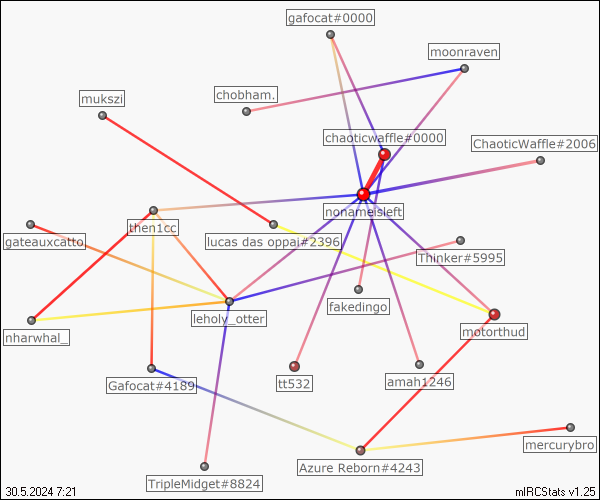 gafocat#0000
moonraven
chobham.
mukszi
chaoticwaffle#0000
ChaoticWaffle#2006
nonameisleft
then1cc
gateauxcatto
lucas das oppai#2396
Thinker#5995
fakedingo
leholy_otter
motorthud
nharwhal_
Gafocat#4189
tt532
amah1246
mercurybro
Azure Reborn#4243
TripleMidget#8824
30.5.2024 7:21
mIRCStats v1.25